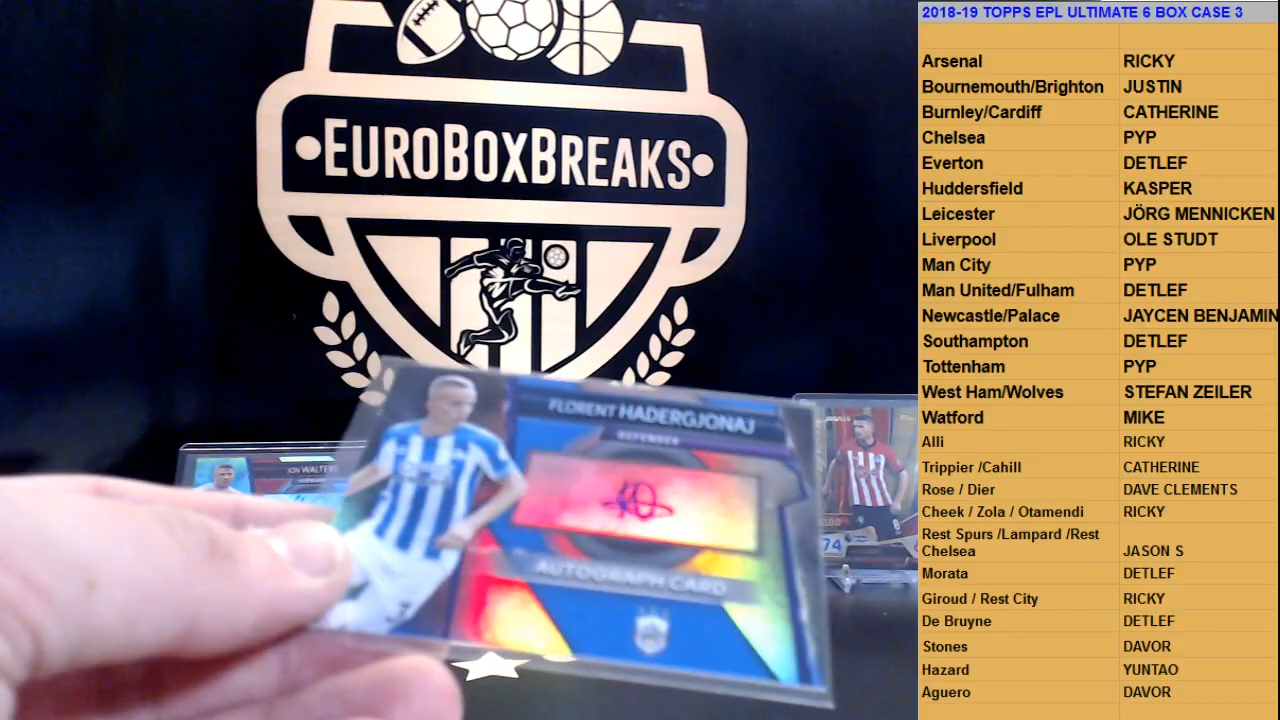 EUROBOXBREAKS
JON WALTERS
FLORENT HADERGJONAJ
DEFENDER
AUTOGRAPH CARD
74
8
2018-19 TOPPS EPL ULTIMATE 6 BOX CASE 3
Arsenal RICKY
Bournemouth/Brighton JUSTIN
Burnley/Cardiff CATHERINE
Chelsea PYP
Everton DETLEF
Huddersfield KASPER
Leicester JÖRG MENNICKEN
Liverpool OLE STUDT
Man City PYP
Man United/Fulham DETLEF
Newcastle/Palace JAYCEN BENJAMIN
Southampton DETLEF
Tottenham PYP
West Ham/Wolves STEFAN ZEILER
Watford MIKE
Alli RICKY
Trippier /Cahill CATHERINE
Rose / Dier DAVE CLEMENTS
Cheek / Zola / Otamendi RICKY
Rest Spurs /Lampard /Rest
Chelsea JASON S
Morata DETLEF
Giroud / Rest City RICKY
De Bruyne DETLEF
Stones DAVOR
Hazard YUNTAO
Aguero DAVOR